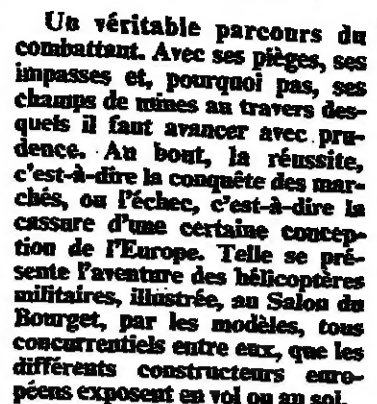 Un véritable parcours du
combattant. Avec ses pièges, ses
impasses et, pourquoi pas, ses
champs de mines au travers des-
quels il faut avancer avec pru-
dence. Au bout, la réussite,
c'est-à-dire la conquête des mar-
chés, ou l'échec, c'est-à-dire la
cassure d'une certaine concep-
tion de l'Europe. Telle se pré-
sente l'aventure des hélicoptères
militaires, illustrée, au Salon du
Bourget, par les modèles, tous
concurrentiels entre eux, que les
différents constructeurs euro-
péens exposent en vol ou au sol.